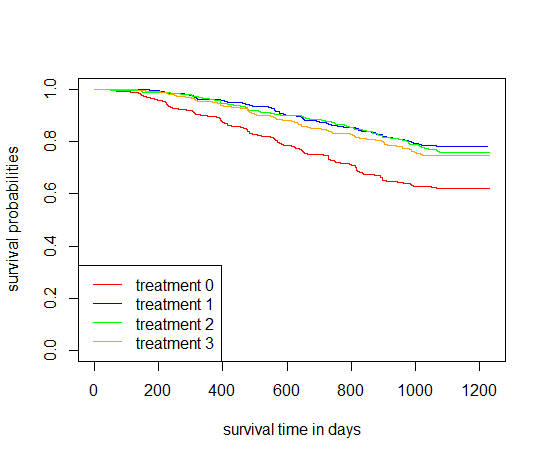 1.0
0.8
0.6
0.4
0.2
0.0
survival probabilities
treatment 0
treatment 1
treatment 2
treatment 3
0 200 400 600 800 1000 1200
survival time in days